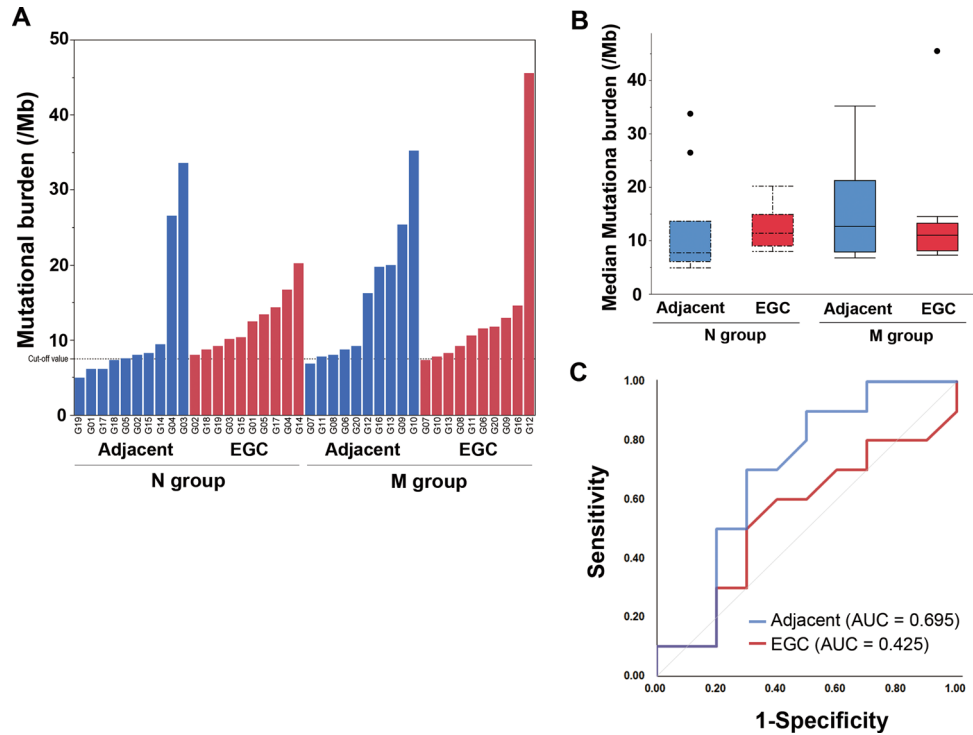 A
Mutational burden (/Mb)
50
40
30
20
10
0
Cut-off value
G19 G01 G17 G18 G05 G02 G15 G14 G04 G03 G02 G18 G19 G03 G15 G01 G05 G17 G04 G14 G07 G11 G08 G06 G20 G12 G16 G13 G09 G10 G07 G10 G13 G08 G11 G06 G20 G09 G16 G12
Adjacent EGC Adjacent EGC
N group M group
B
Median Mutationa burden (/Mb)
40
30
20
10
0
Adjacent EGC Adjacent EGC
N group M group
C
Sensitivity
1.00
0.80
0.60
0.40
0.20
0.00
Adjacent (AUC = 0.695)
EGC (AUC = 0.425)
0.00 0.20 0.40 0.60 0.80 1.00
1-Specificity